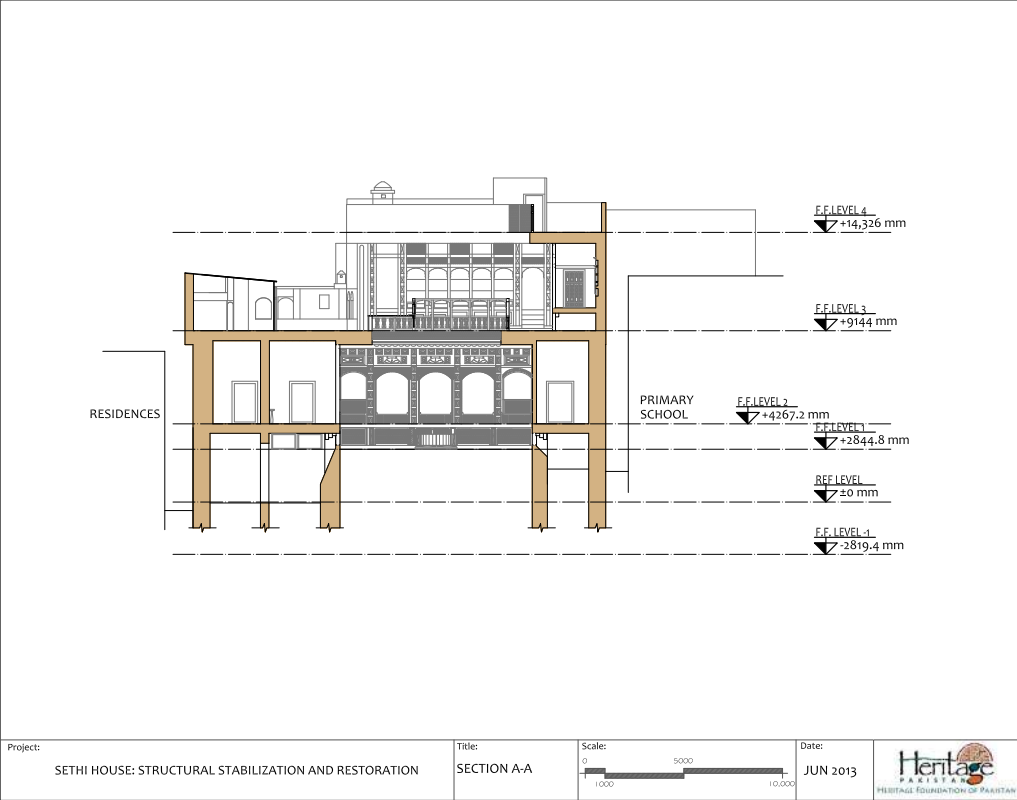 F.F.LEVEL 4
+14,326 mm
F.F.LEVEL 3
+9144 mm
RESIDENCES
PRIMARY
SCHOOL
F.F.LEVEL 2
+4267.2 mm
F.F.LEVEL 1
+2844.8 mm
REF LEVEL
±0 mm
F.F. LEVEL -1
-2819.4 mm
Project:
SETHI HOUSE: STRUCTURAL STABILIZATION AND RESTORATION
Title:
SECTION A-A
Scale:
0 5000
1000 10,000
Date:
JUN 2013
Heritage
PAKISTAN
HERITAGE FOUNDATION OF PAKISTAN